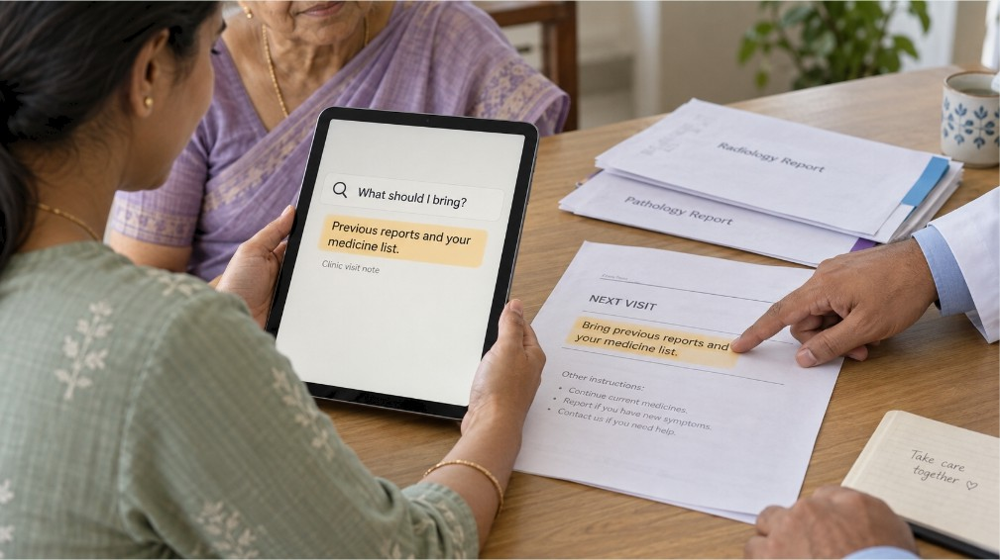 What should I bring?
Previous reports and your
medicine list.
Clinic visit note
Radiology Report
Pathology Report
NEXT VISIT
Bring previous reports and
your medicine list.
Other instructions:
• Continue current medicines.
• Report if you have new symptoms.
• Contact us if you need help.
Take care
together ♡